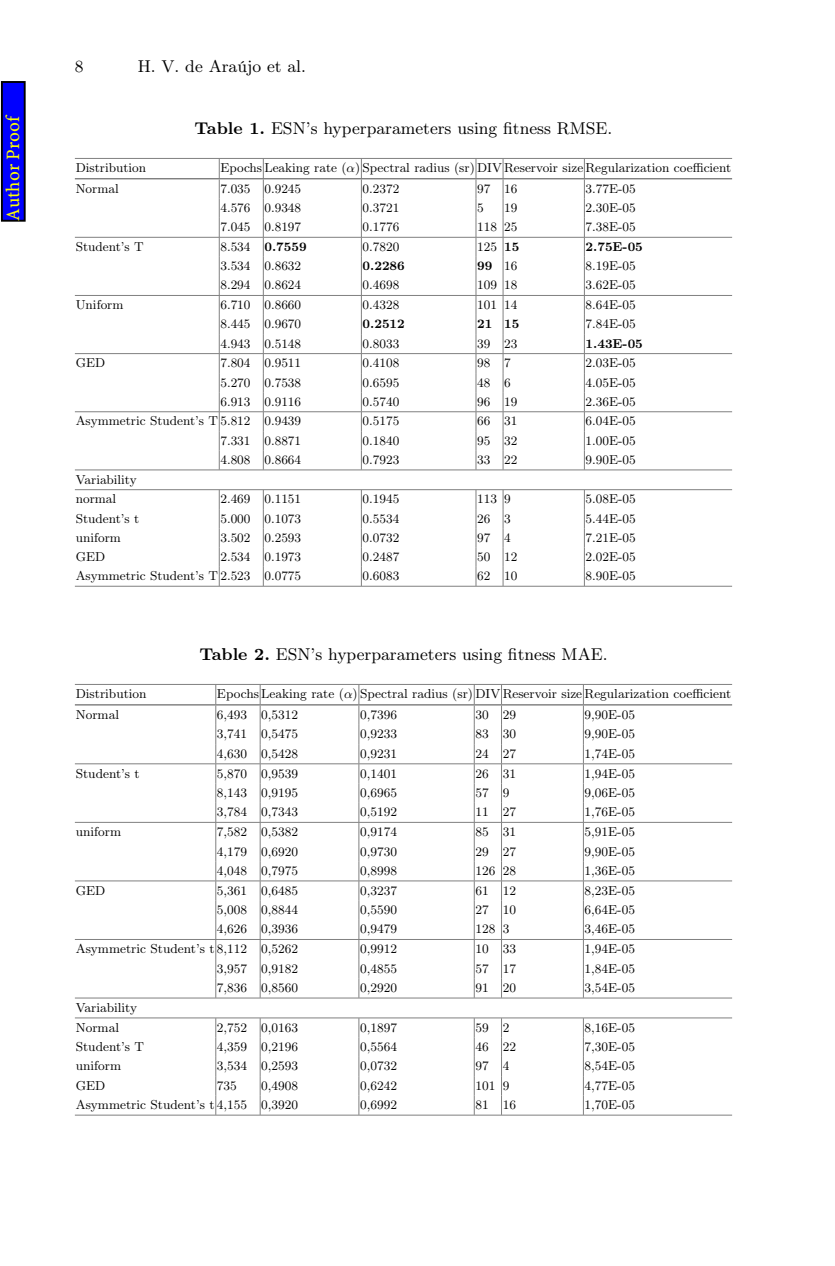 8 H. V. de Araújo et al.
Author Proof
Table 1. ESN's hyperparameters using fitness RMSE.
Distribution Epochs Leaking rate (α) Spectral radius (sr) DIV Reservoir size Regularization coefficient
Normal 7.035 0.9245 0.2372 97 16 3.77E-05
4.576 0.9348 0.3721 5 19 2.30E-05
7.045 0.8197 0.1776 118 25 7.38E-05
Student's T 8.534 0.7559 0.7820 125 15 2.75E-05
3.534 0.8632 0.2286 99 16 8.19E-05
8.294 0.8624 0.4698 109 18 3.62E-05
Uniform 6.710 0.8660 0.4328 101 14 8.64E-05
8.445 0.9670 0.2512 21 15 7.84E-05
4.943 0.5148 0.8033 39 23 1.43E-05
GED 7.804 0.9511 0.4108 98 7 2.03E-05
5.270 0.7538 0.6595 48 6 4.05E-05
6.913 0.9116 0.5740 96 19 2.36E-05
Asymmetric Student's T 5.812 0.9439 0.5175 66 31 6.04E-05
7.331 0.8871 0.1840 95 32 1.00E-05
4.808 0.8664 0.7923 33 22 9.90E-05
Variability
normal 2.469 0.1151 0.1945 113 9 5.08E-05
Student's t 5.000 0.1073 0.5534 26 3 5.44E-05
uniform 3.502 0.2593 0.0732 97 4 7.21E-05
GED 2.534 0.1973 0.2487 50 12 2.02E-05
Asymmetric Student's T 2.523 0.0775 0.6083 62 10 8.90E-05
Table 2. ESN's hyperparameters using fitness MAE.
Distribution Epochs Leaking rate (α) Spectral radius (sr) DIV Reservoir size Regularization coefficient
Normal 6,493 0,5312 0,7396 30 29 9,90E-05
3,741 0,5475 0,9233 83 30 9,90E-05
4,630 0,5428 0,9231 24 27 1,74E-05
Student's t 5,870 0,9539 0,1401 26 31 1,94E-05
8,143 0,9195 0,6965 57 9 9,06E-05
3,784 0,7343 0,5192 11 27 1,76E-05
uniform 7,582 0,5382 0,9174 85 31 5,91E-05
4,179 0,6920 0,9730 29 27 9,90E-05
4,048 0,7975 0,8998 126 28 1,36E-05
GED 5,361 0,6485 0,3237 61 12 8,23E-05
5,008 0,8844 0,5590 27 10 6,64E-05
4,626 0,3936 0,9479 128 3 3,46E-05
Asymmetric Student's t 8,112 0,5262 0,9912 10 33 1,94E-05
3,957 0,9182 0,4855 57 17 1,84E-05
7,836 0,8560 0,2920 91 20 3,54E-05
Variability
Normal 2,752 0,0163 0,1897 59 2 8,16E-05
Student's T 4,359 0,2196 0,5564 46 22 7,30E-05
uniform 3,534 0,2593 0,0732 97 4 8,54E-05
GED 735 0,4908 0,6242 101 9 4,77E-05
Asymmetric Student's t 4,155 0,3920 0,6992 81 16 1,70E-05